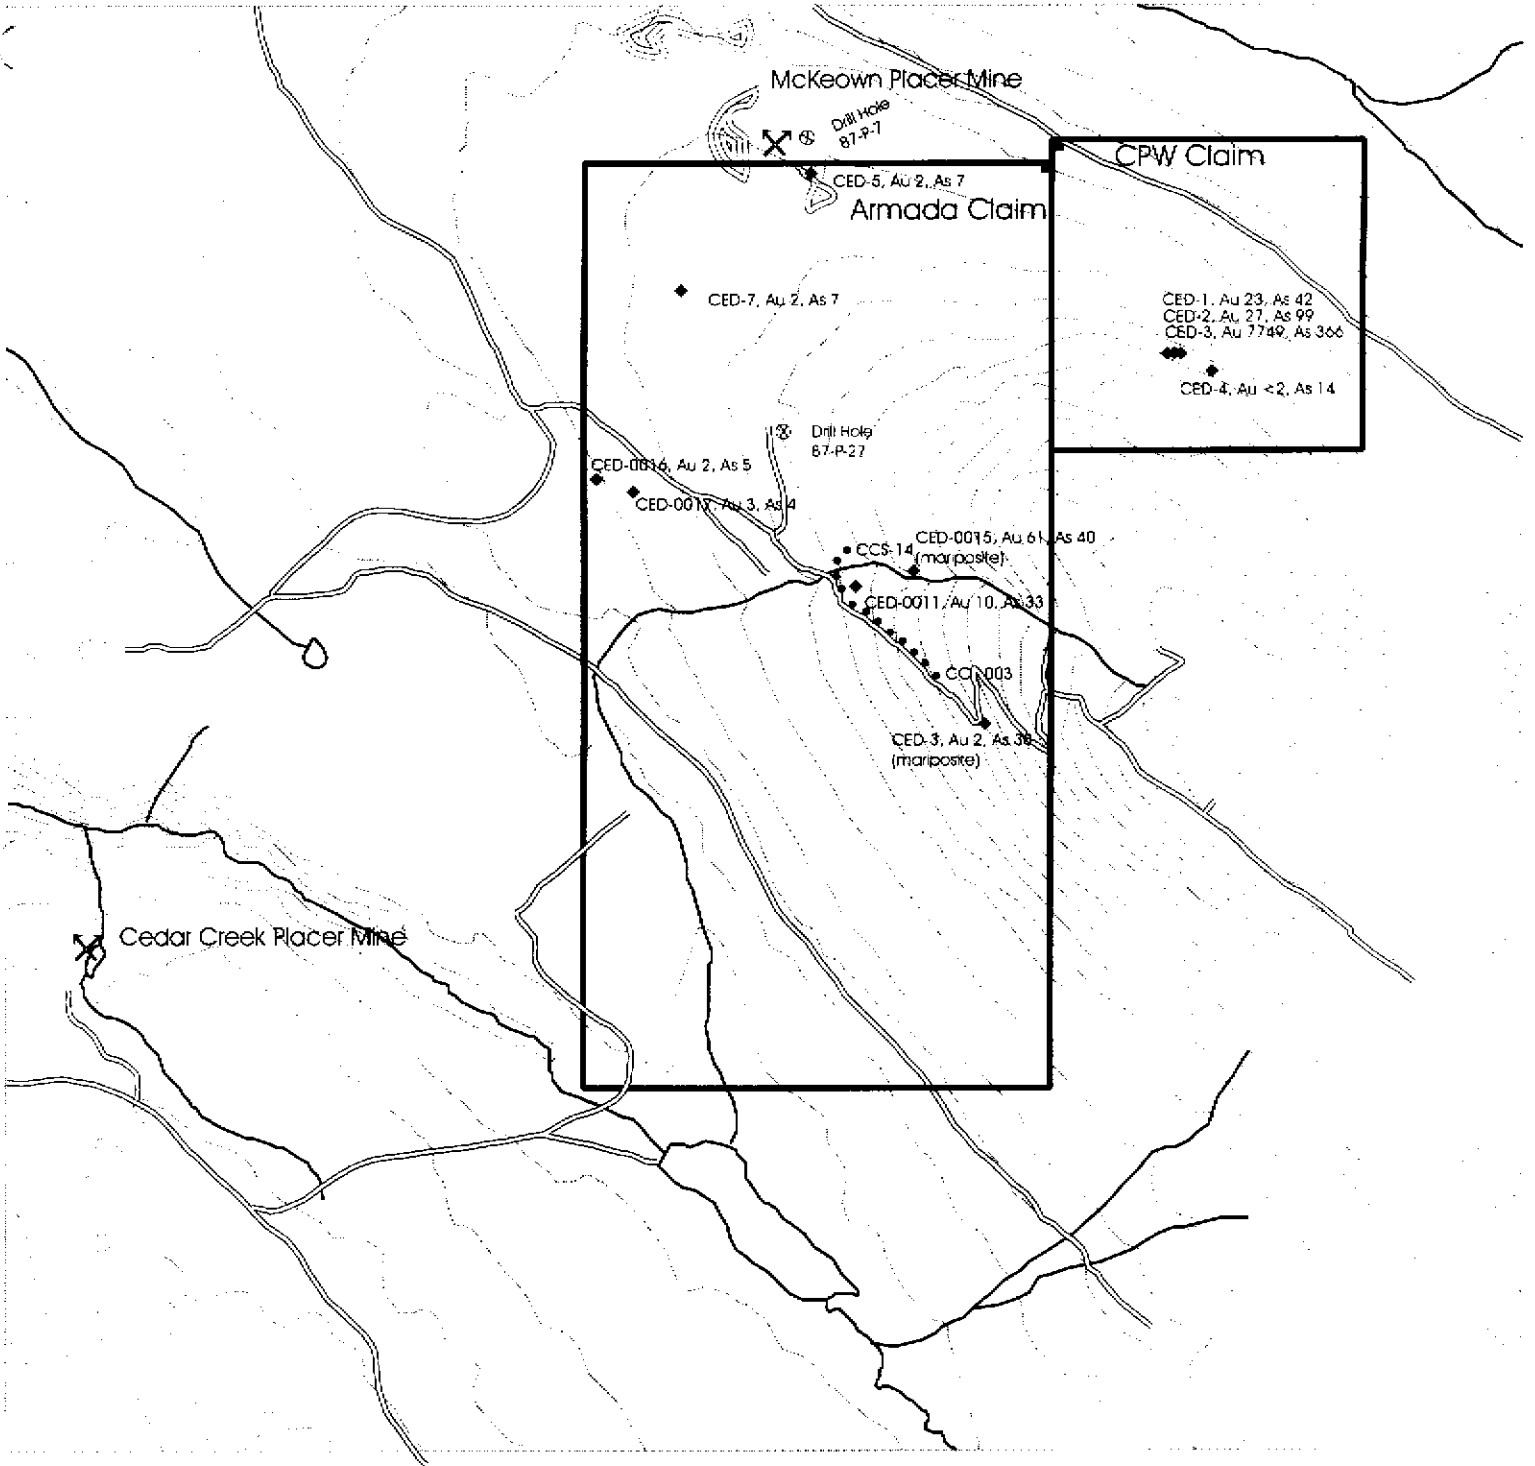 McKeown Placer Mine
Drill Hole
87-P-7
CPW Claim
CED-5, Au 2, As 7
Armada Claim
CED-7, Au 2, As 7
CED-1, Au 23, As 42
CED-2, Au 27, As 99
CED-3, Au 7749, As 366
CED-4, Au <2, As 14
Drill Hole
87-P-27
CED-0016, Au 2, As 5
CED-0017, Au 3, As 4
CED-0015, Au 61, As 40
(mariposite)
CCS-14
CED-0011, Au 10, As 33
003
CED-3, Au 2, As 38
(mariposite)
Cedar Creek Placer Mine